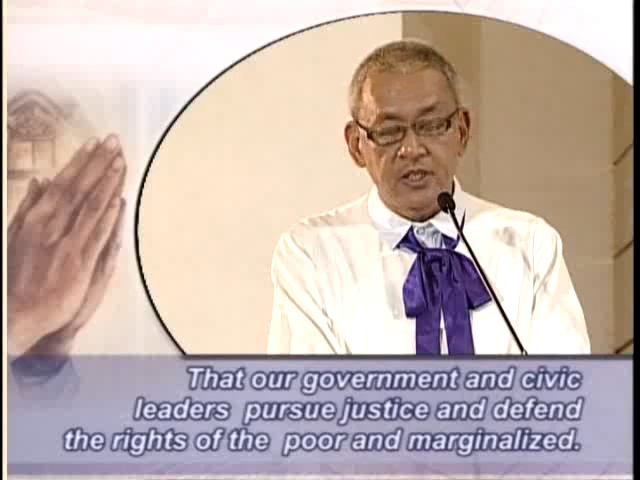 That our government and civic
leaders pursue justice and defend
the rights of the poor and marginalized.